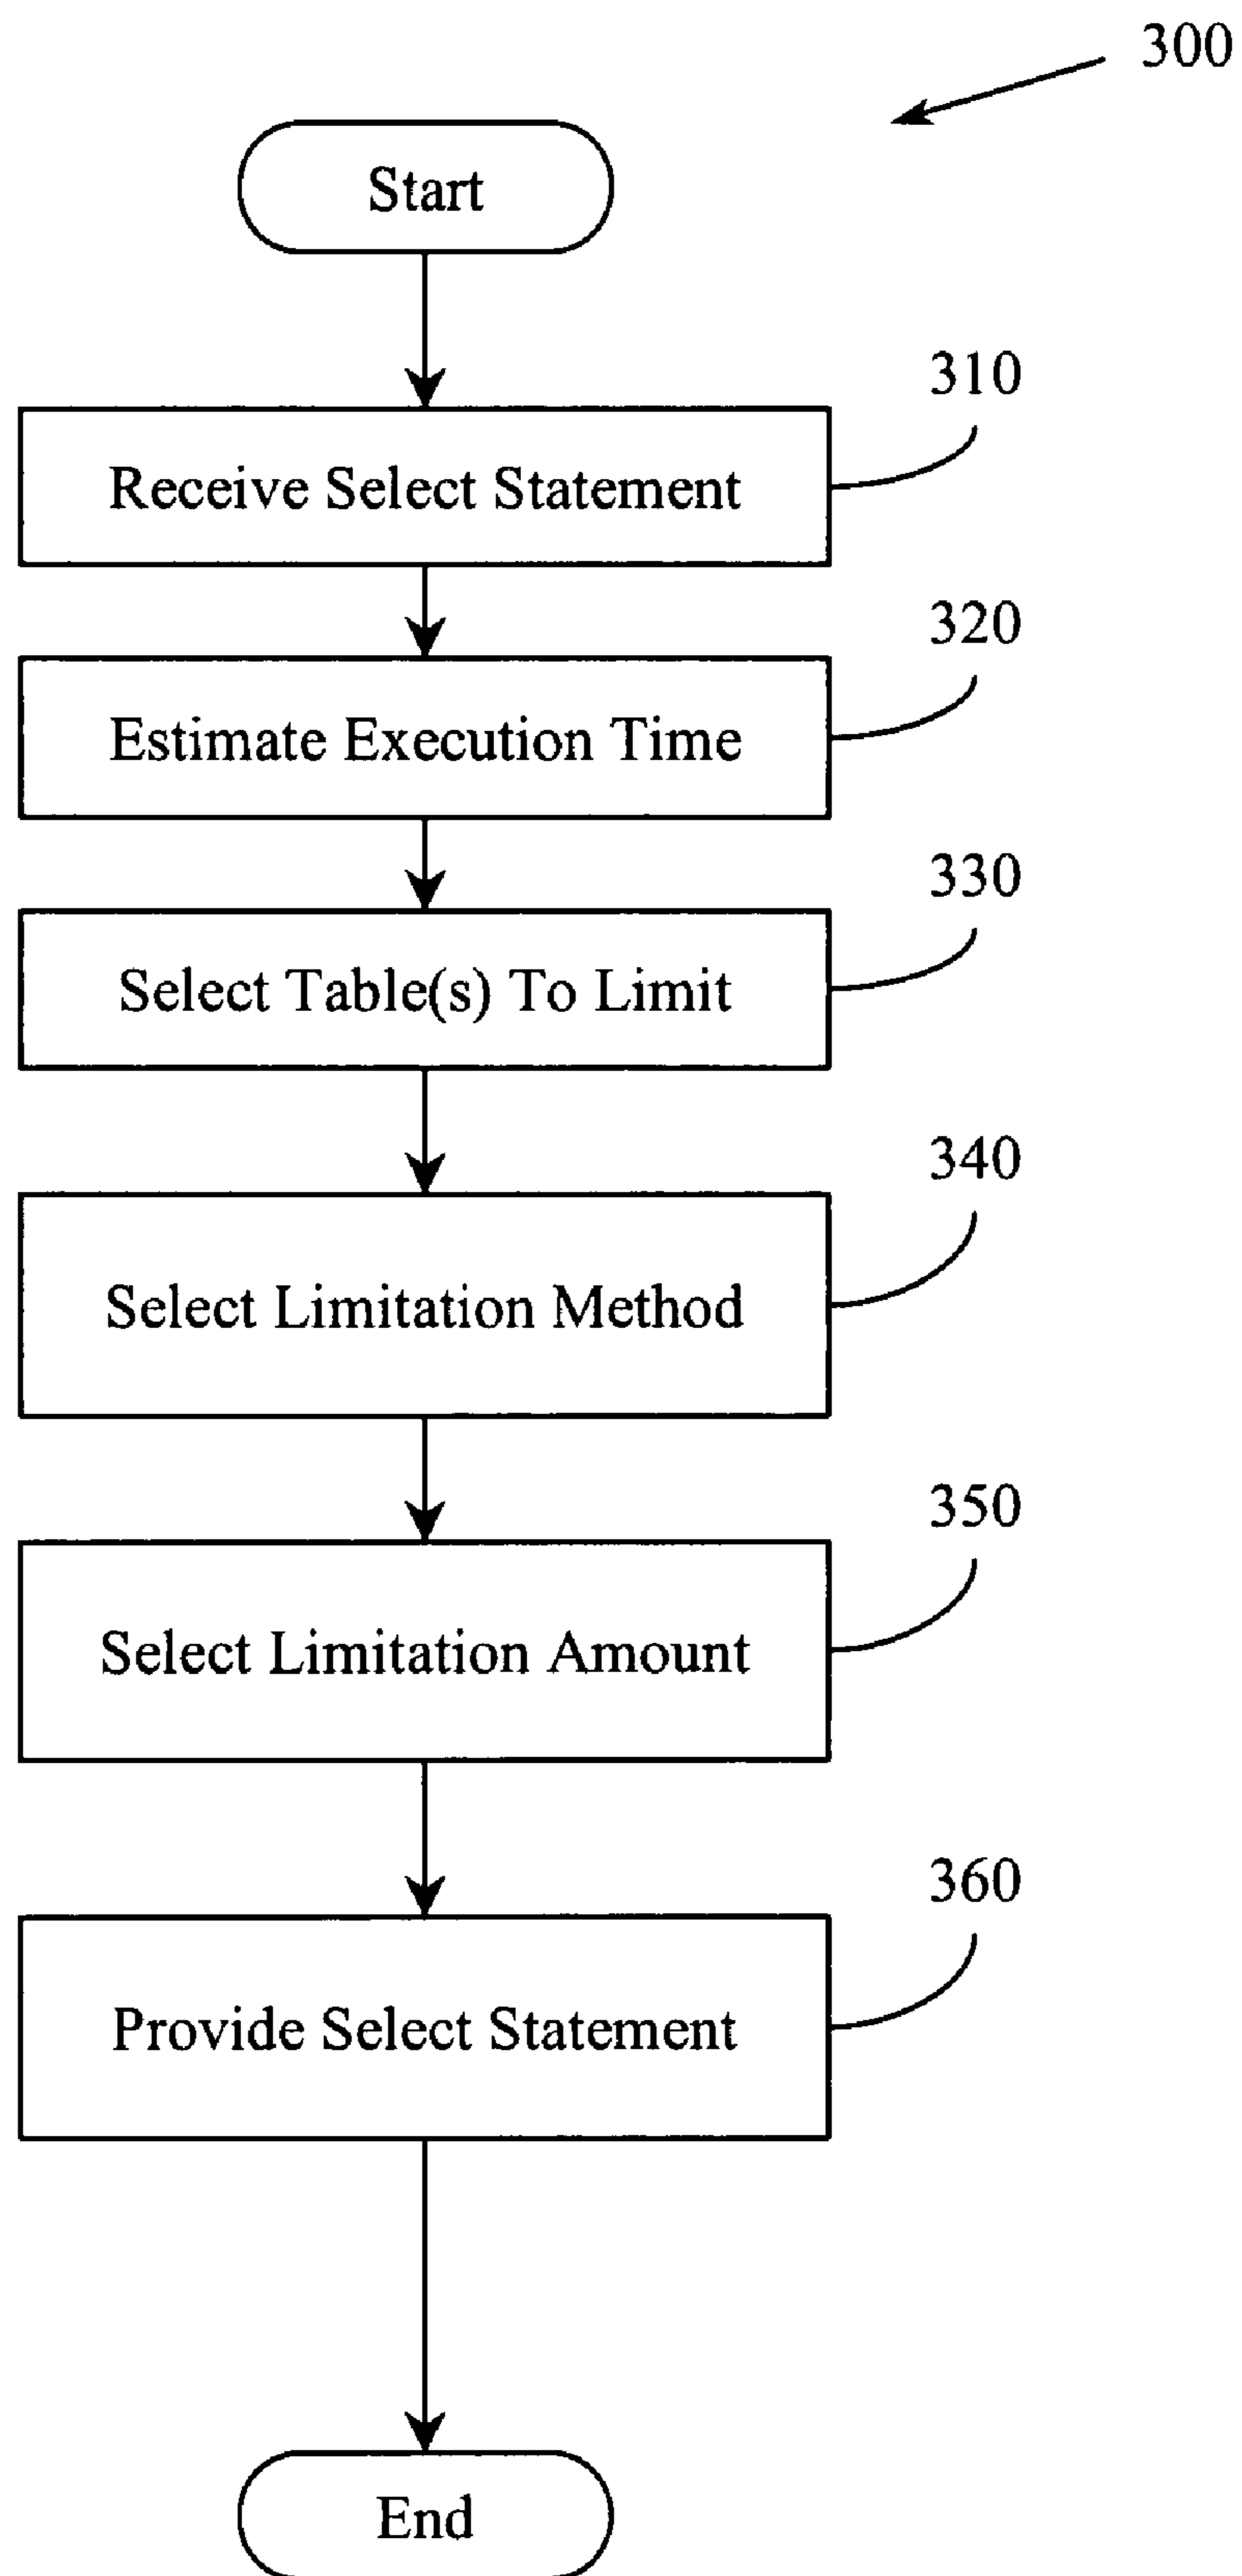 300
Start
310
Receive Select Statement
320
Estimate Execution Time
330
Select Table(s) To Limit
340
Select Limitation Method
350
Select Limitation Amount
360
Provide Select Statement
End